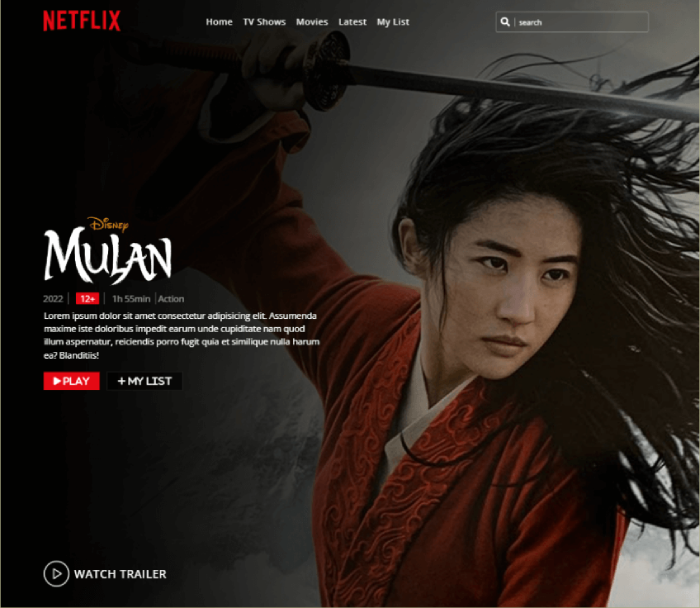 NETFLIX
Home TV Shows Movies Latest My List
search
Disney
MULAN
2022 | 12+ | 1h 55min | Action
Lorem ipsum dolor sit amet consectetur adipisicing elit. Assumenda
maxime iste doloribus impedit earum unde cupiditate nam quod
illum aspernatur, reiciendis porro fugit quia et similique nulla harum
ea? Blanditiis!
PLAY
+ MY LIST
WATCH TRAILER